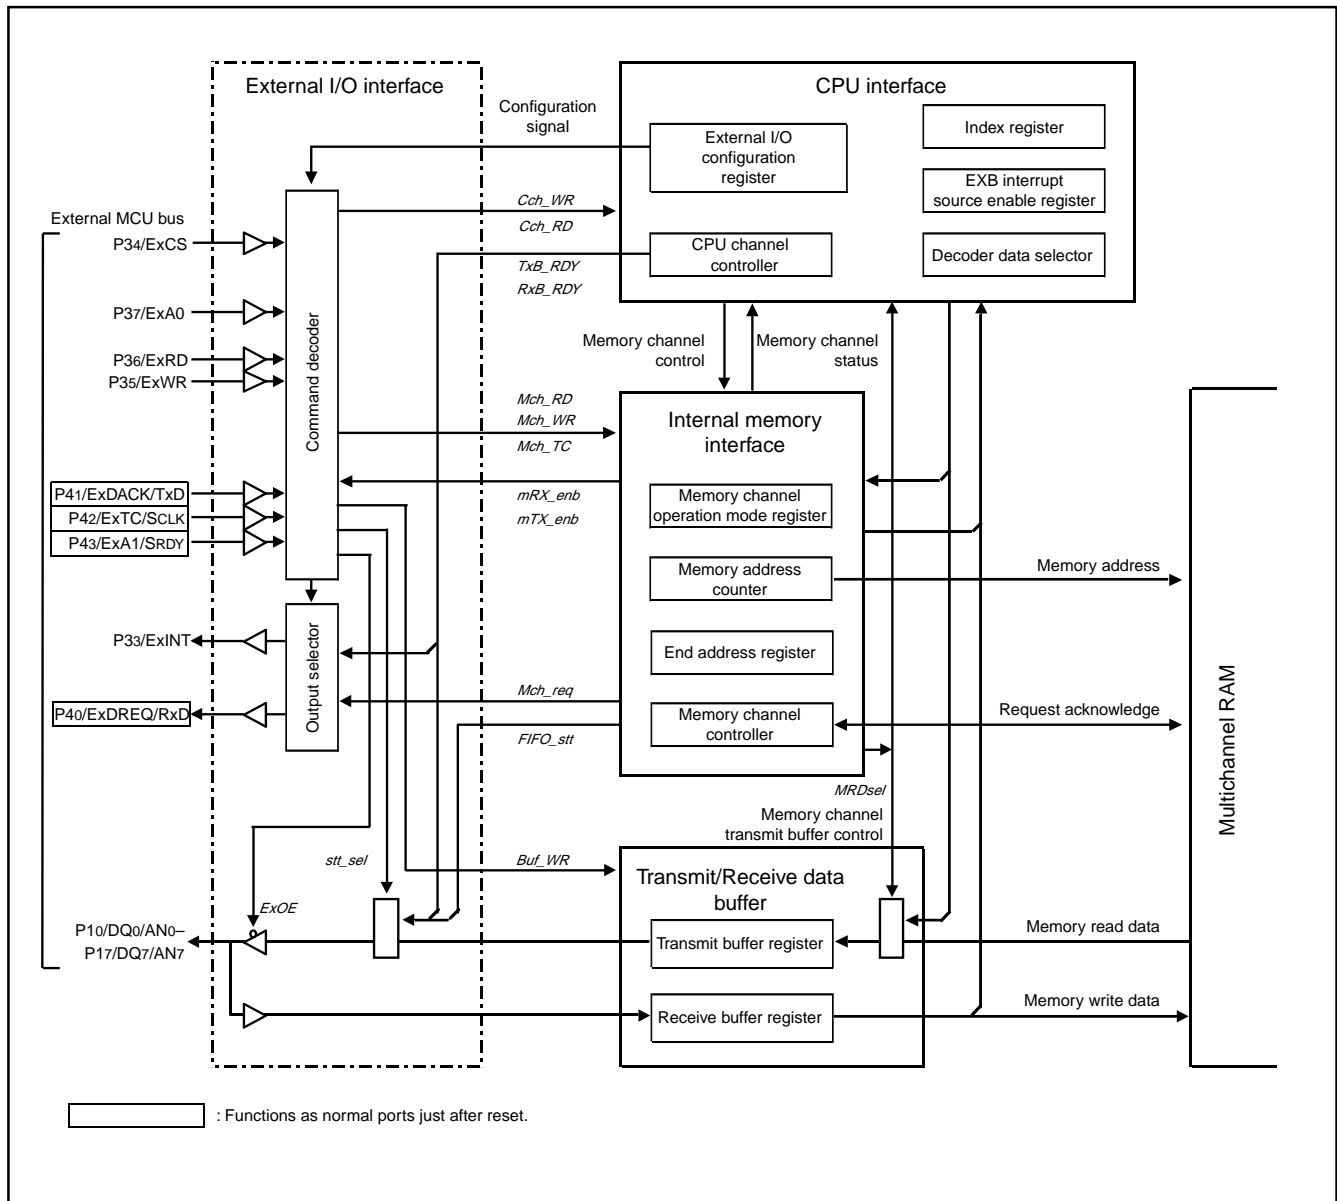 External I/O interface
CPU interface
Configuration
signal
External I/O
configuration
register
Index register
EXB interrupt
source enable register
Cch_WR
Cch_RD
External MCU bus
P34/ExCS
CPU channel
controller
Decoder data selector
TxB_RDY
RxB_RDY
P37/ExA0
Command decoder
Memory channel
control
Memory channel
status
P36/ExRD
P35/ExWR
Mch_RD
Mch_WR
Mch_TC
Internal memory
interface
P41/ExDACK/TxD
P42/ExTC/SCLK
P43/ExA1/SRDY
mRX_enb
mTX_enb
Memory channel
operation mode register
Memory address
counter
Memory address
P33/ExINT
Output selector
End address register
Multichannel RAM
P40/ExDREQ/RxD
Mch_req
FIFO_stt
Memory channel
controller
Request acknowledge
MRDsel
Memory channel
transmit buffer control
stt_sel
Buf_WR
Transmit/Receive data
buffer
ExOE
P10/DQ0/AN0–
P17/DQ7/AN7
Transmit buffer register
Memory read data
Receive buffer register
Memory write data
: Functions as normal ports just after reset.